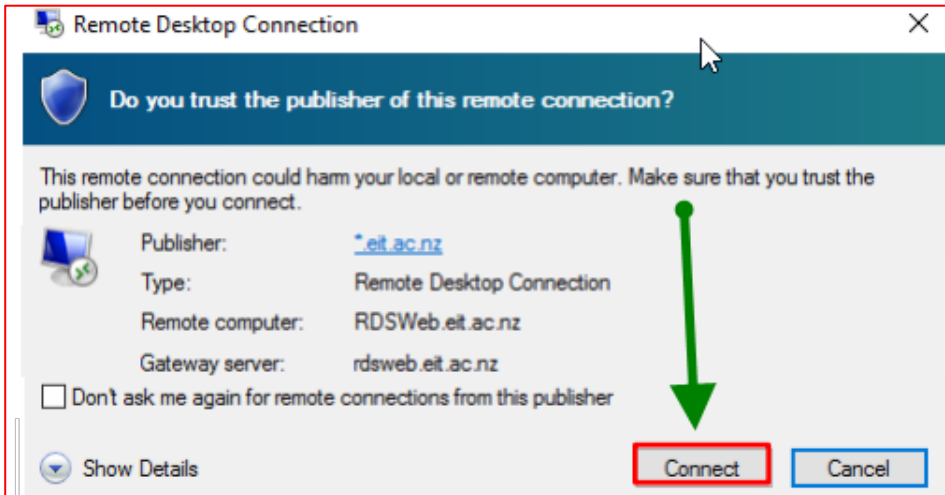 Remote Desktop Connection
Do you trust the publisher of this remote connection?
This remote connection could harm your local or remote computer. Make sure that you trust the
publisher before you connect.
Publisher: *.eit.ac.nz
Type: Remote Desktop Connection
Remote computer: RDSWeb.eit.ac.nz
Gateway server: rdsweb.eit.ac.nz
Don't ask me again for remote connections from this publisher
Show Details Connect Cancel